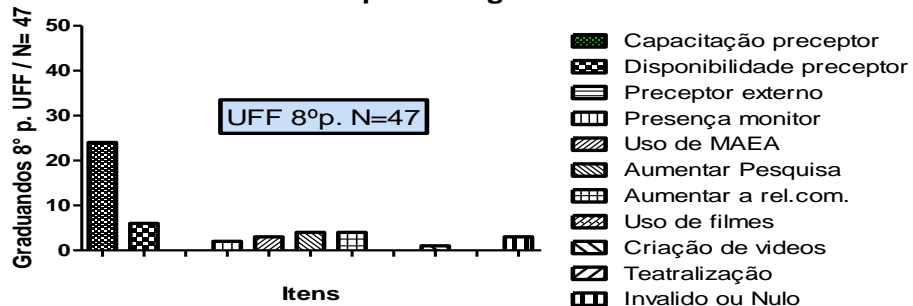 Graduandos 8° p. UFF / N= 47
50
40
30
20
10
0
UFF 8ºp. N=47
Itens
Capacitação preceptor
Disponibilidade preceptor
Preceptor externo
Presença monitor
Uso de MAEA
Aumentar Pesquisa
Aumentar a rel.com.
Uso de filmes
Criação de videos
Teatralização
Invalido ou Nulo